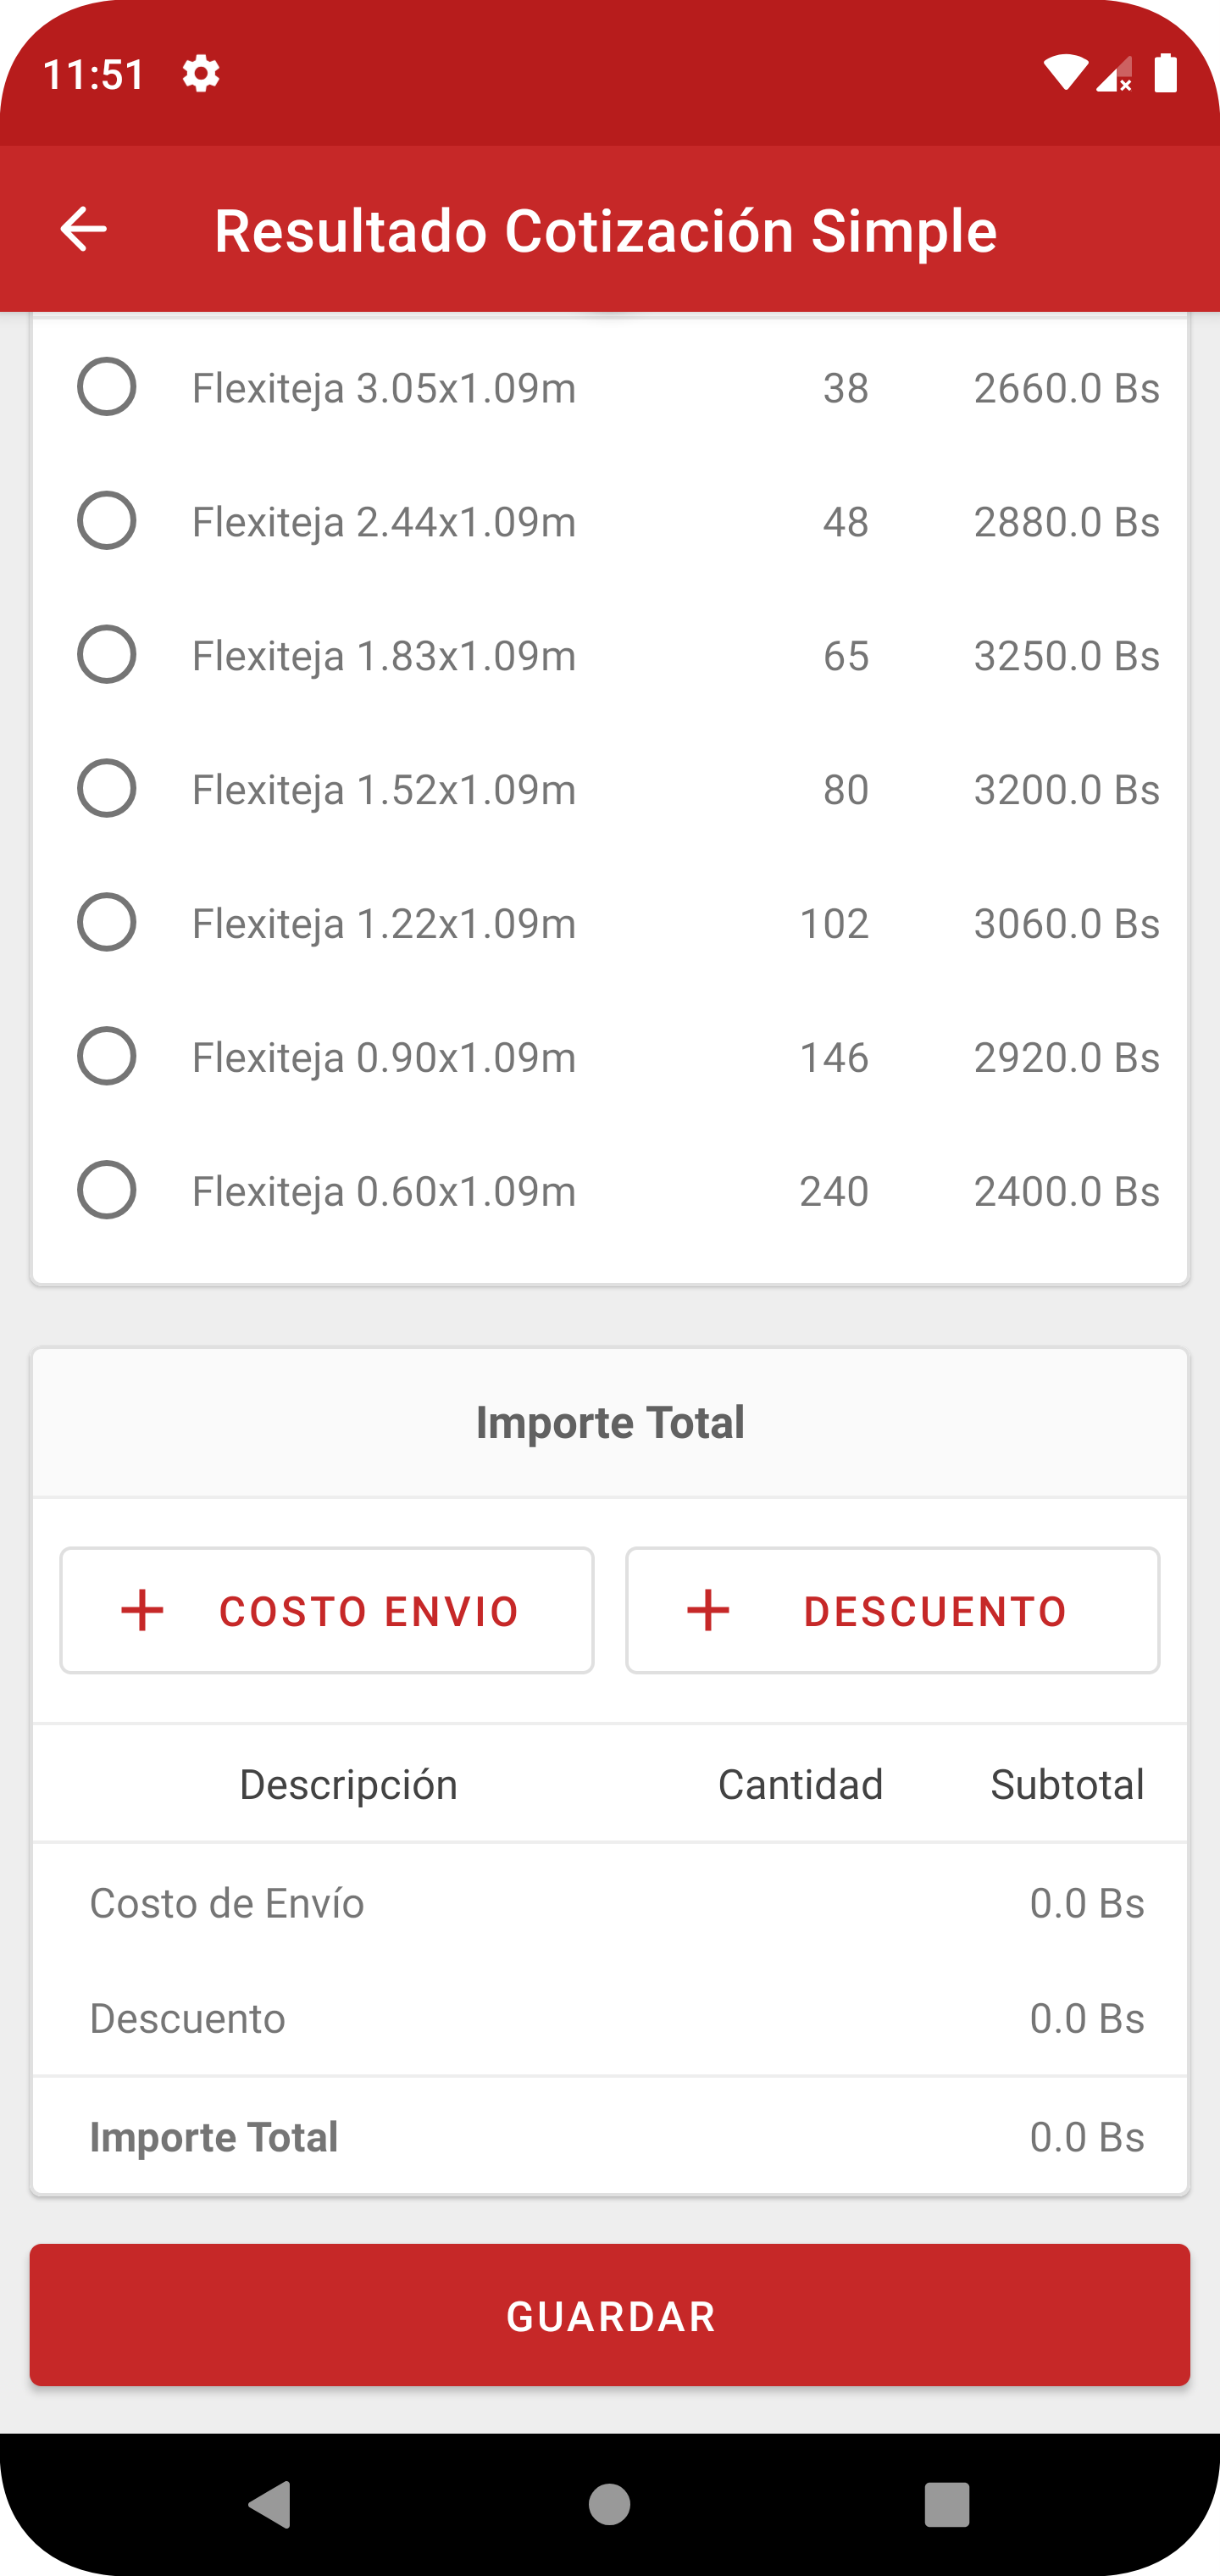 11:51
Resultado Cotización Simple
Flexiteja 3.05x1.09m 38 2660.0 Bs
Flexiteja 2.44x1.09m 48 2880.0 Bs
Flexiteja 1.83x1.09m 65 3250.0 Bs
Flexiteja 1.52x1.09m 80 3200.0 Bs
Flexiteja 1.22x1.09m 102 3060.0 Bs
Flexiteja 0.90x1.09m 146 2920.0 Bs
Flexiteja 0.60x1.09m 240 2400.0 Bs
Importe Total
COSTO ENVIO DESCUENTO
Descripción Cantidad Subtotal
Costo de Envío 0.0 Bs
Descuento 0.0 Bs
Importe Total 0.0 Bs
GUARDAR